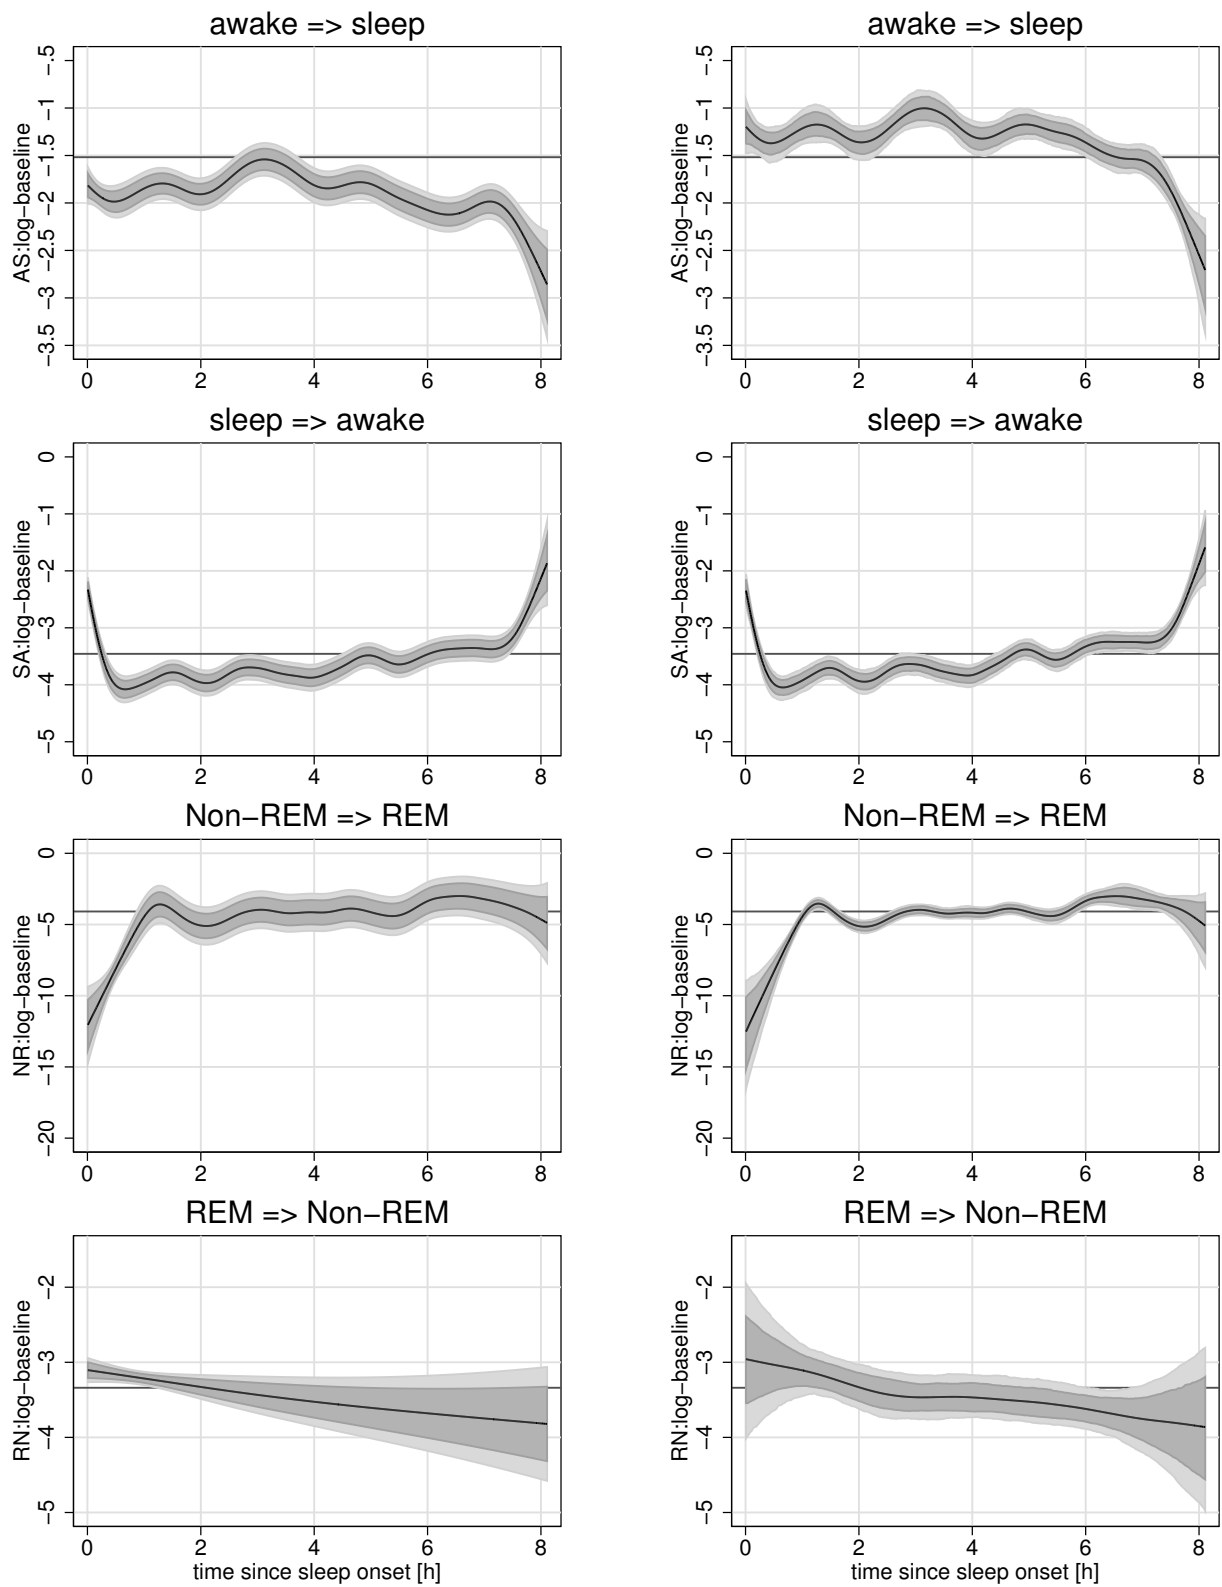 awake => sleep
AS:log−baseline
−.5
−1
−1.5
−2
−2.5
−3
−3.5
0 2 4 6 8
awake => sleep
AS:log−baseline
−.5
−1
−1.5
−2
−2.5
−3
−3.5
0 2 4 6 8
sleep => awake
SA:log−baseline
0
−1
−2
−3
−4
−5
0 2 4 6 8
sleep => awake
SA:log−baseline
0
−1
−2
−3
−4
−5
0 2 4 6 8
Non−REM => REM
NR:log−baseline
0
−5
−10
−15
−20
0 2 4 6 8
Non−REM => REM
NR:log−baseline
0
−5
−10
−15
−20
0 2 4 6 8
REM => Non−REM
RN:log−baseline
−2
−3
−4
−5
0 2 4 6 8
time since sleep onset [h]
REM => Non−REM
RN:log−baseline
−2
−3
−4
−5
0 2 4 6 8
time since sleep onset [h]